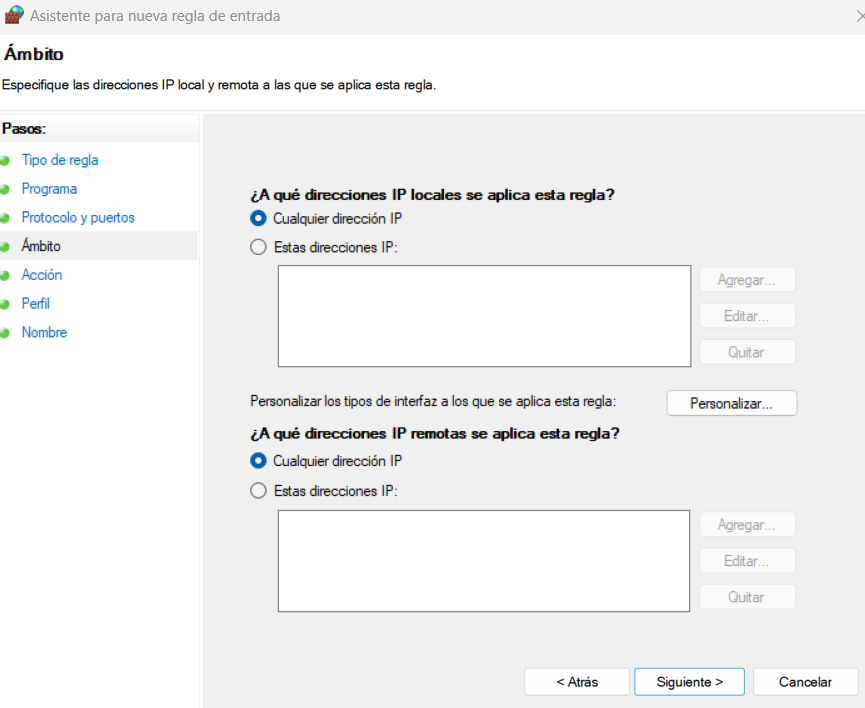 Asistente para nueva regla de entrada
Ámbito
Especifique las direcciones IP local y remota a las que se aplica esta regla.
Pasos:
Tipo de regla
Programa
Protocolo y puertos
Ámbito
Acción
Perfil
Nombre
¿A qué direcciones IP locales se aplica esta regla?
Cualquier dirección IP
Estas direcciones IP:
Agregar...
Editar...
Quitar
Personalizar los tipos de interfaz a los que se aplica esta regla:
Personalizar...
¿A qué direcciones IP remotas se aplica esta regla?
Cualquier dirección IP
Estas direcciones IP:
Agregar...
Editar...
Quitar
< Atrás
Siguiente >
Cancelar